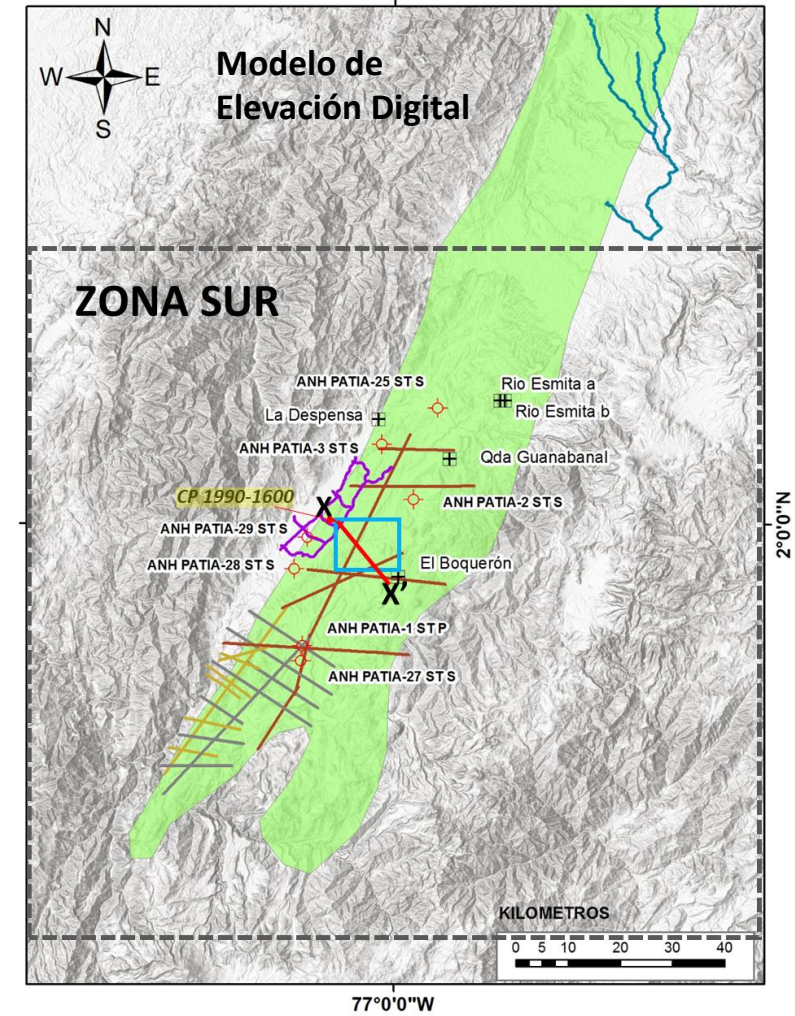 N
W E
S
Modelo de
Elevación Digital
ZONA SUR
ANH PATIA-25 ST S
Rio Esmita a
La Despensa
Rio Esmita b
ANH PATIA-3 ST S
Qda Guanabanal
CP 1990-1600
X
ANH PATIA-2 ST S
ANH PATIA-29 ST S
ANH PATIA-28 ST S
El Boquerón
X’
ANH PATIA-1 ST P
ANH PATIA-27 ST S
2°0'0"N
KILOMETROS
0 5 10 20 30 40
77°0'0"W